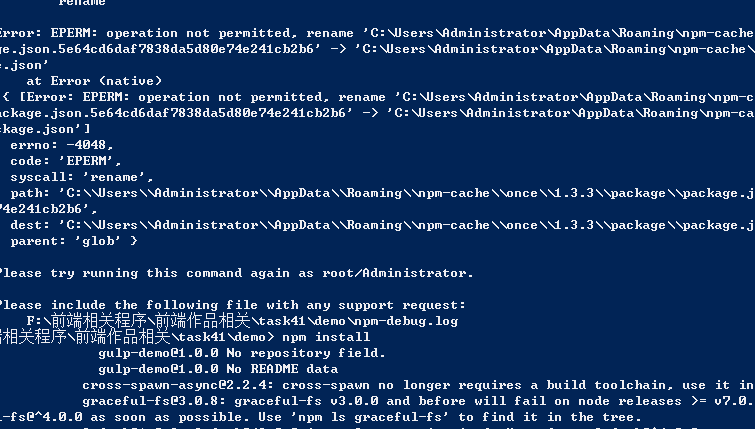 rename
Error: EPERM: operation not permitted, rename 'C:\Users\Administrator\AppData\Roaming\npm-cache\
ge.json.5e64cd6daf7838da5d80e74e241cb2b6' -> 'C:\Users\Administrator\AppData\Roaming\npm-cache\
e.json'
at Error (native)
{ [Error: EPERM: operation not permitted, rename 'C:\Users\Administrator\AppData\Roaming\npm-c
ackage.json.5e64cd6daf7838da5d80e74e241cb2b6' -> 'C:\Users\Administrator\AppData\Roaming\npm-ca
ckage.json']
errno: -4048,
code: 'EPERM',
syscall: 'rename',
path: 'C:\\Users\\Administrator\\AppData\\Roaming\\npm-cache\\once\\1.3.3\\package\\package.j
74e241cb2b6',
dest: 'C:\\Users\\Administrator\\AppData\\Roaming\\npm-cache\\once\\1.3.3\\package\\package.j
parent: 'glob' }
Please try running this command again as root/Administrator.
Please include the following file with any support request:
F:\前端相关程序\前端作品相关\task41\demo\npm-debug.log
相关程序\前端作品相关\task41\demo> npm install
gulp-demo@1.0.0 No repository field.
gulp-demo@1.0.0 No README data
cross-spawn-async@2.2.4: cross-spawn no longer requires a build toolchain, use it in
graceful-fs@3.0.8: graceful-fs v3.0.0 and before will fail on node releases >= v7.0.
l-fs@^4.0.0 as soon as possible. Use 'npm ls graceful-fs' to find it in the tree.